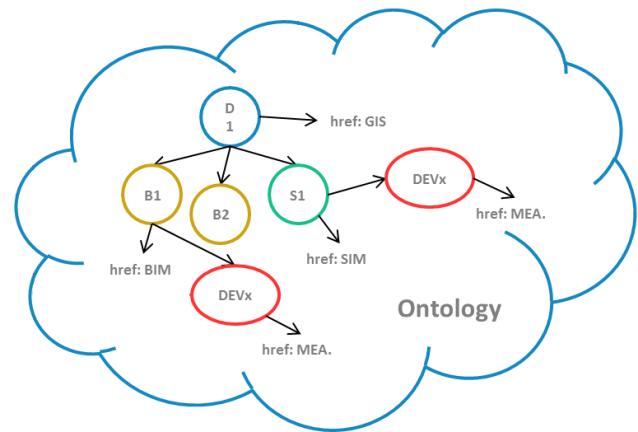 D
1
href: GIS
B1
B2
S1
DEVx
href: MEA.
href: BIM
href: SIM
DEVx
Ontology
href: MEA.